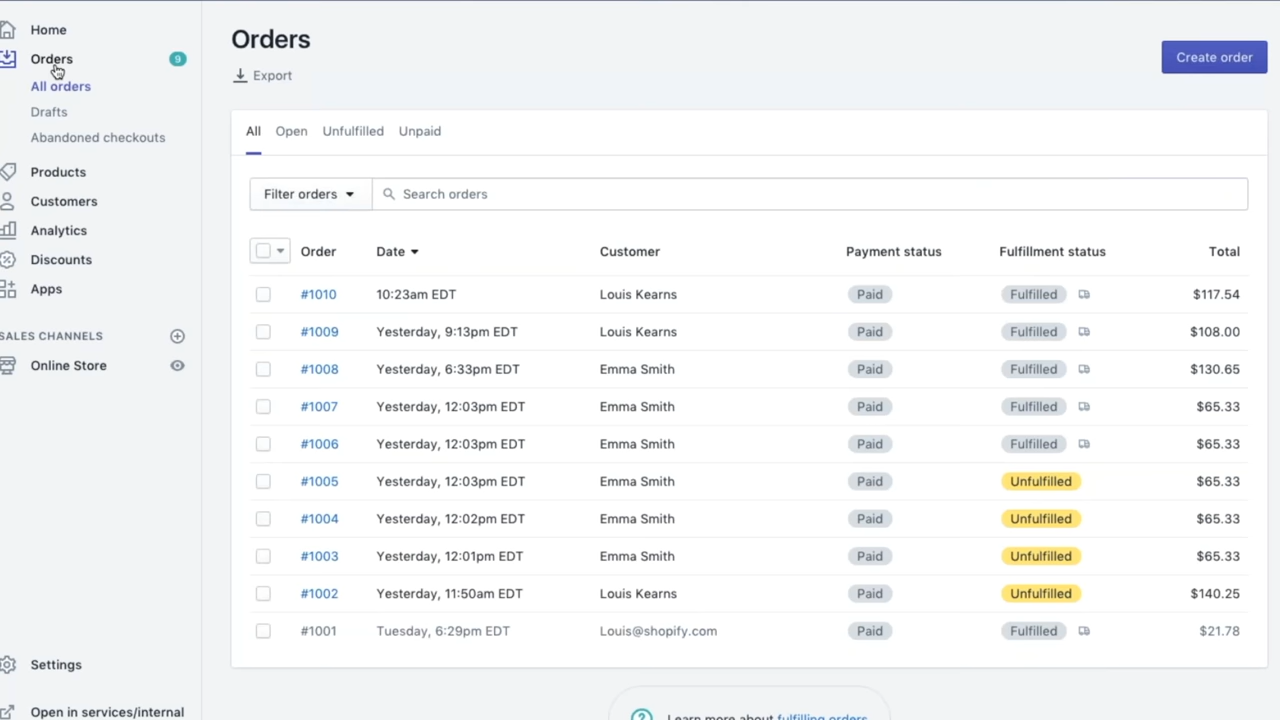 Home
Orders 9
All orders
Drafts
Abandoned checkouts
Products
Customers
Analytics
Discounts
Apps
SALES CHANNELS
Online Store
Settings
Open in services/internal
Orders
Export
Create order
All Open Unfulfilled Unpaid
Filter orders Search orders
Order Date Customer Payment status Fulfillment status Total
#1010 10:23am EDT Louis Kearns Paid Fulfilled $117.54
#1009 Yesterday, 9:13pm EDT Louis Kearns Paid Fulfilled $108.00
#1008 Yesterday, 6:33pm EDT Emma Smith Paid Fulfilled $130.65
#1007 Yesterday, 12:03pm EDT Emma Smith Paid Fulfilled $65.33
#1006 Yesterday, 12:03pm EDT Emma Smith Paid Fulfilled $65.33
#1005 Yesterday, 12:03pm EDT Emma Smith Paid Unfulfilled $65.33
#1004 Yesterday, 12:02pm EDT Emma Smith Paid Unfulfilled $65.33
#1003 Yesterday, 12:01pm EDT Emma Smith Paid Unfulfilled $65.33
#1002 Yesterday, 11:50am EDT Louis Kearns Paid Unfulfilled $140.25
#1001 Tuesday, 6:29pm EDT Louis@shopify.com Paid Fulfilled $21.78
? Learn more about fulfilling orders